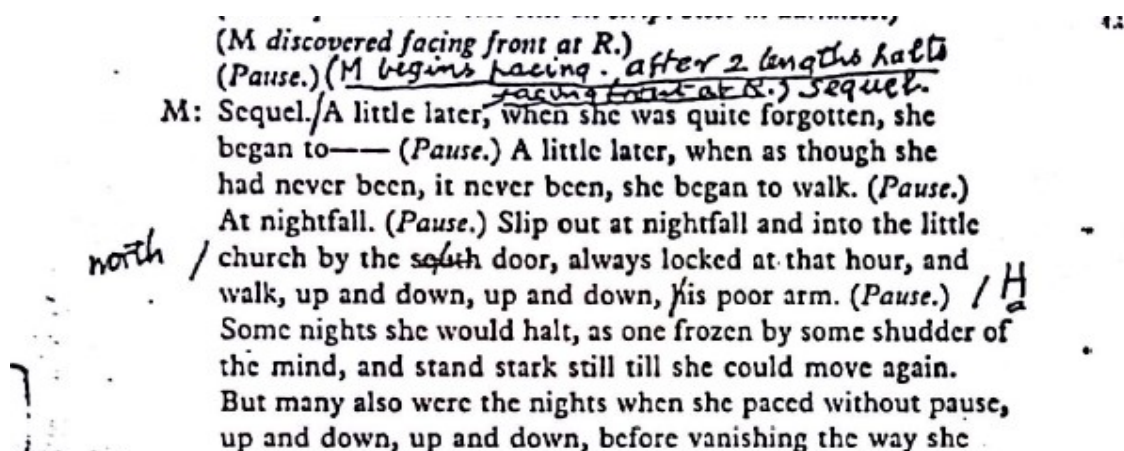 (M discovered facing front at R.)
(Pause.) (M begins pacing. after 2 lengths halts
facing front at R.) Sequel.
M: Sequel./A little later, when she was quite forgotten, she
began to—— (Pause.) A little later, when as though she
had never been, it never been, she began to walk. (Pause.)
At nightfall. (Pause.) Slip out at nightfall and into the little
north / church by the south door, always locked at that hour, and
walk, up and down, up and down, his poor arm. (Pause.) / H
Some nights she would halt, as one frozen by some shudder of
the mind, and stand stark still till she could move again.
But many also were the nights when she paced without pause,
up and down, up and down, before vanishing the way she